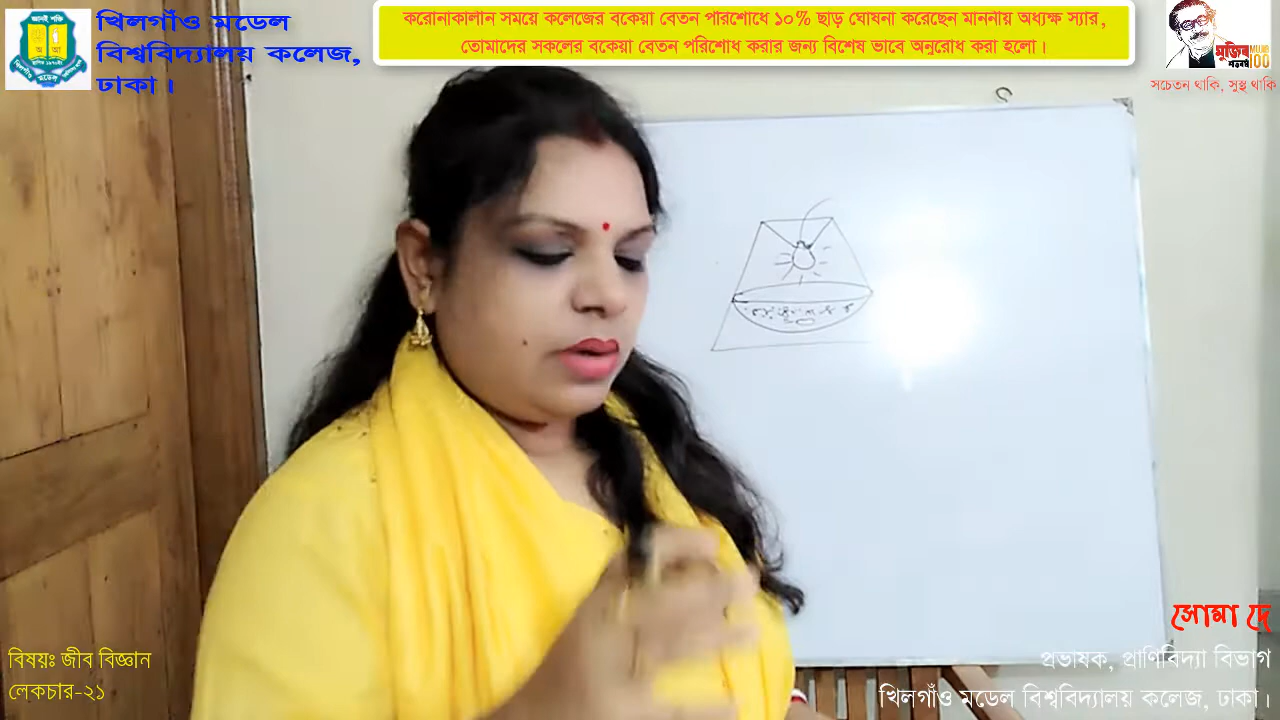 খিলগাঁও মডেল
বিশ্ববিদ্যালয় কলেজ,
ঢাকা।
করোনাকালীন সময়ে কলেজের বকেয়া বেতন পরিশোধে ১০% ছাড় ঘোষনা করেছেন মাননীয় অধ্যক্ষ স্যার,
তোমাদের সকলের বকেয়া বেতন পরিশোধ করার জন্য বিশেষ ভাবে অনুরোধ করা হলো।
মুজিব
শতবর্ষ
MUJIB
100
সচেতন থাকি, সুস্থ থাকি
বিষয়ঃ জীব বিজ্ঞান
লেকচার-২১
সোমা দে
প্রভাষক, প্রাণিবিদ্যা বিভাগ
খিলগাঁও মডেল বিশ্ববিদ্যালয় কলেজ, ঢাকা।